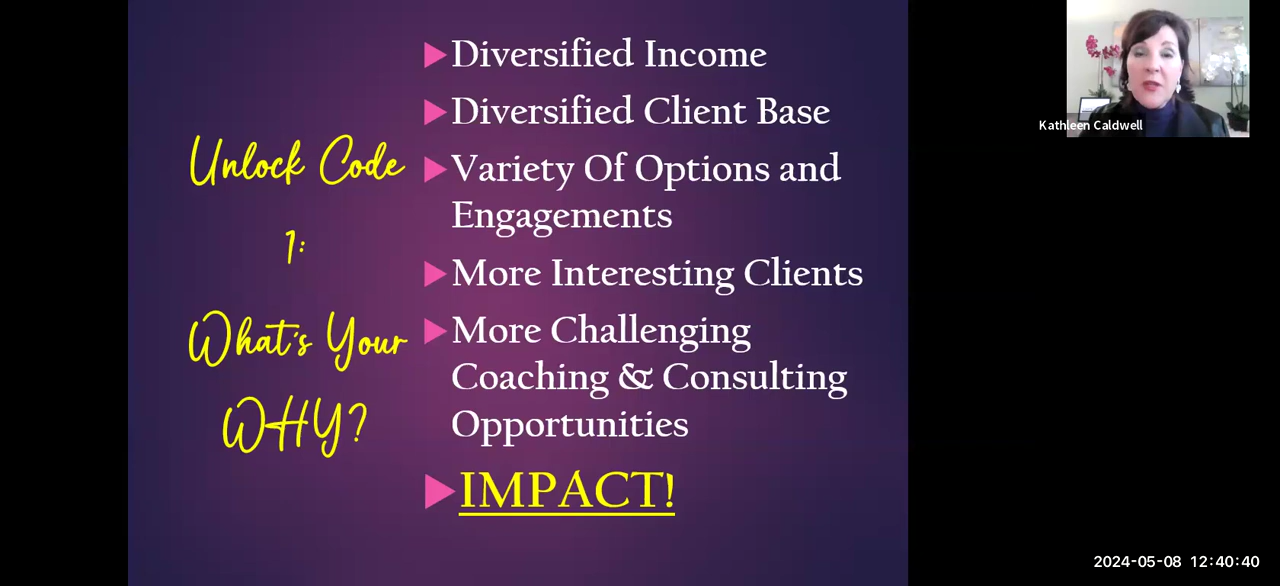 Unlock Code
1:
What's Your
WHY?
Diversified Income
Diversified Client Base
Variety Of Options and
Engagements
More Interesting Clients
More Challenging
Coaching & Consulting
Opportunities
IMPACT!
Kathleen Caldwell
2024-05-08 12:40:40